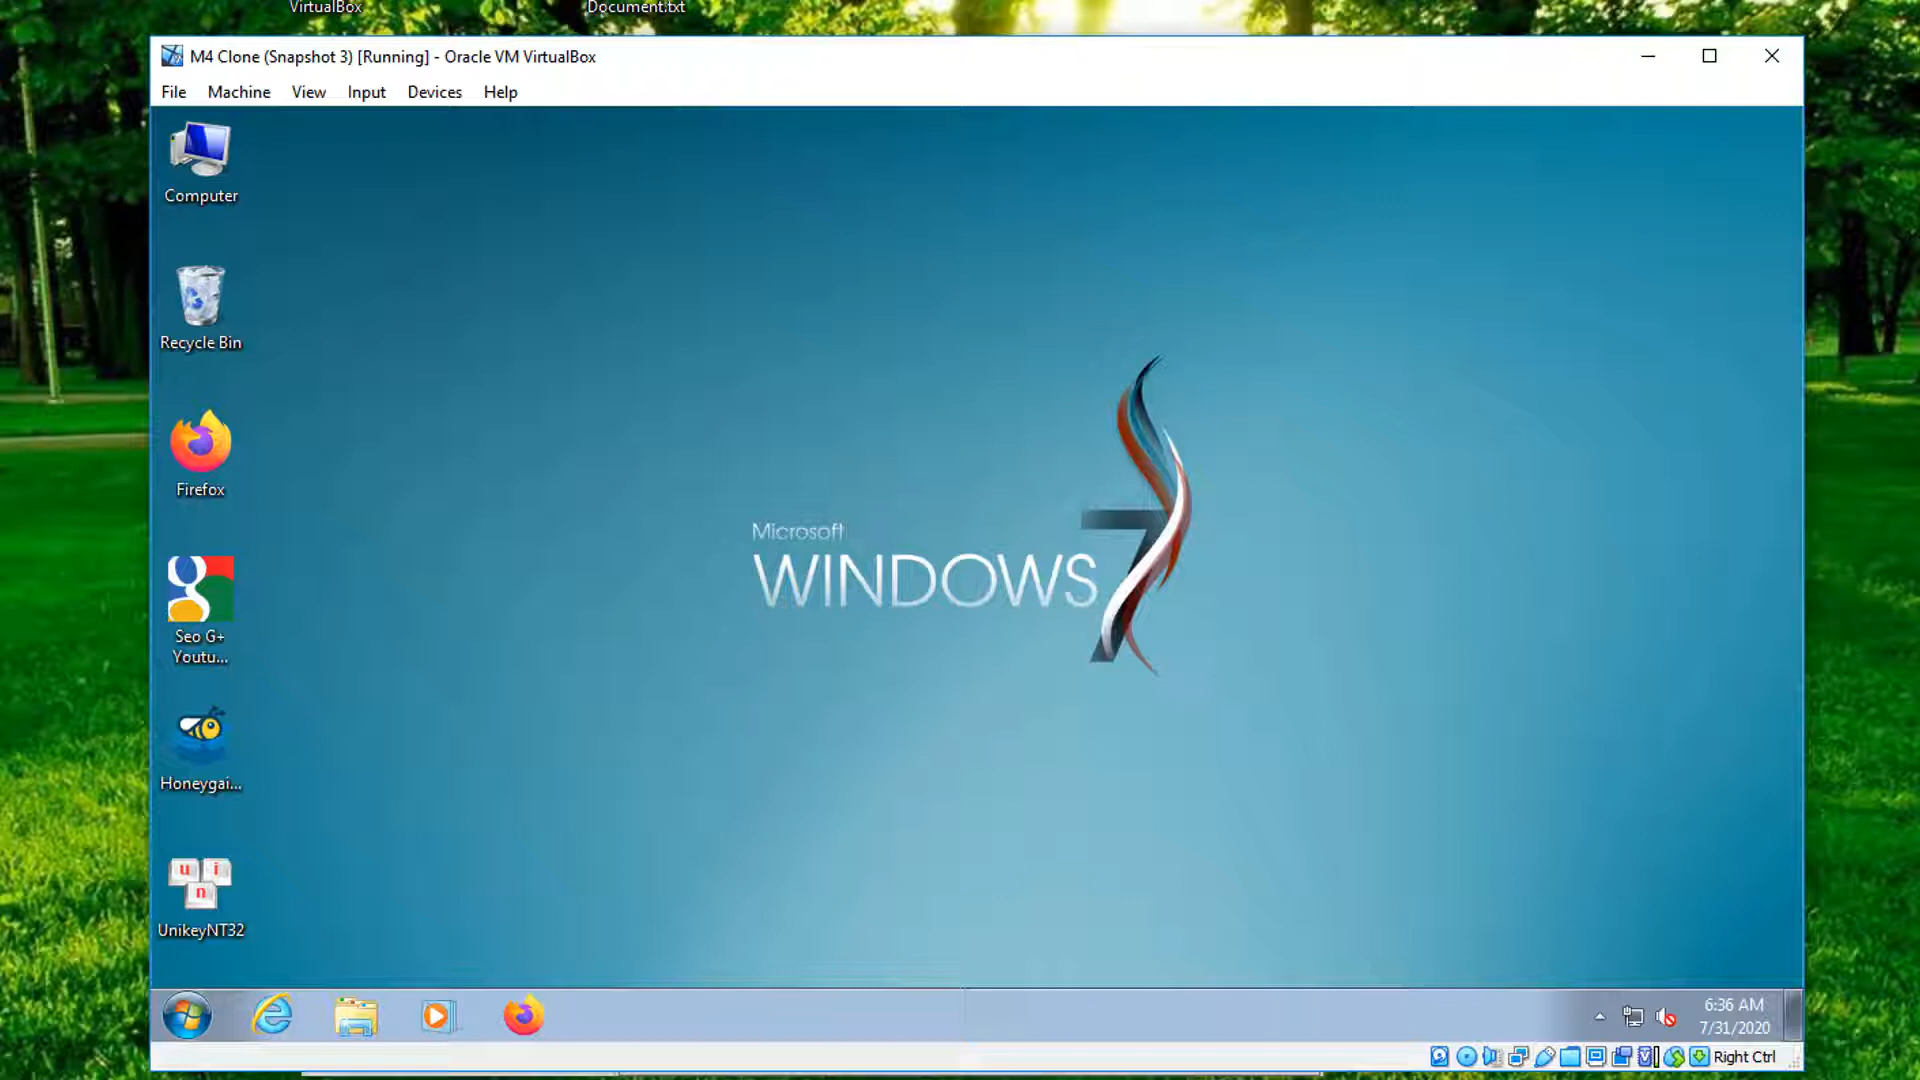 VirtualBox
Document.txt
M4 Clone (Snapshot 3) [Running] - Oracle VM VirtualBox
File Machine View Input Devices Help
Computer
Recycle Bin
Firefox
Seo G+
Youtu...
Honeygai...
UnikeyNT32
u i
n
Microsoft
WINDOWS 7
6:36 AM
7/31/2020
Right Ctrl